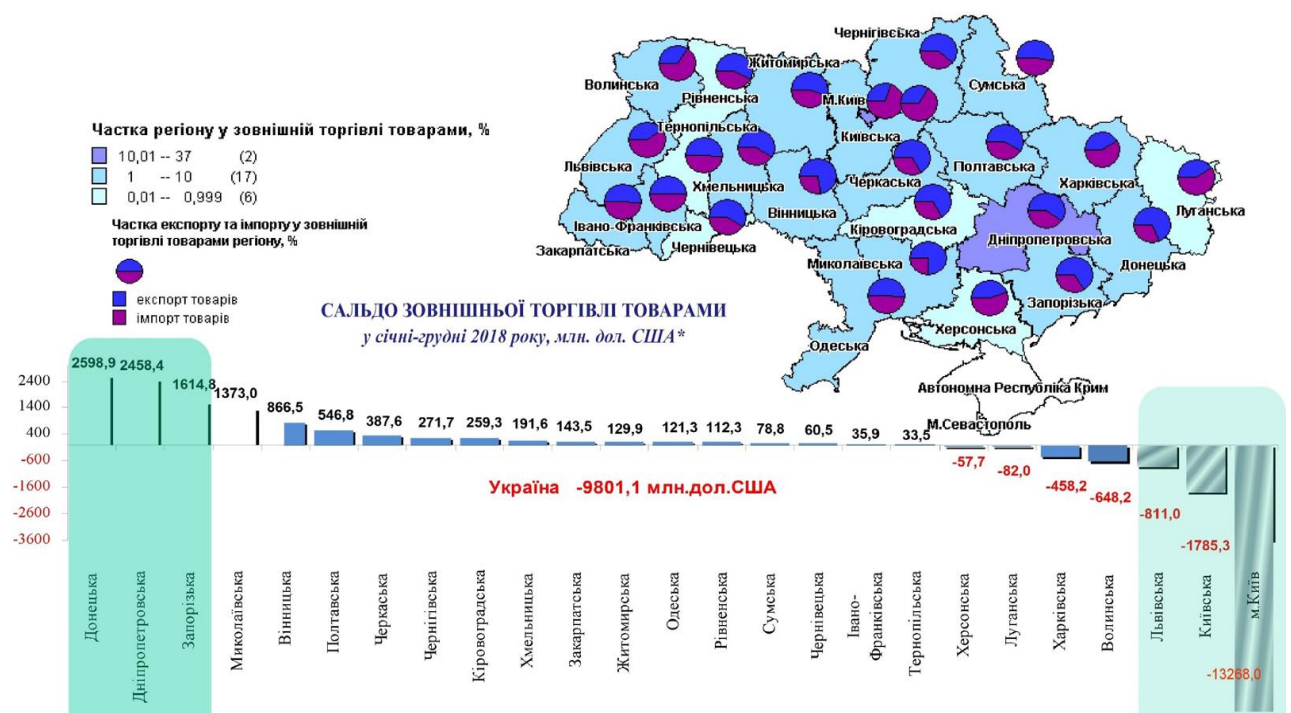 Чернігівська
Житомирська
Волинська
Рівненська
Сумська
М.Київ
Частка регіону у зовнішній торгівлі товарами, %
Тернопільська
Київська
10,01 -- 37 (2)
1 -- 10 (17)
0,01 -- 0,999 (6)
Львівська
Хмельницька
Черкаська
Полтавська
Харківська
Вінницька
Луганська
Частка експорту та імпорту у зовнішній
торгівлі товарами регіону, %
Івано-Франківська
Кіровоградська
Дніпропетровська
Закарпатська
Чернівецька
Миколаївська
Донецька
експорт товарів
імпорт товарів
Запорізька
Херсонська
Одеська
Автономна Республіка Крим
М.Севастополь
САЛЬДО ЗОВНІШНЬОЇ ТОРГІВЛІ ТОВАРАМИ
у січні-грудні 2018 року, млн. дол. США*
2598,9
2458,4
1614,8
1373,0
866,5
546,8
387,6
271,7
259,3
191,6
143,5
129,9
121,3
112,3
78,8
60,5
35,9
33,5
-57,7
-82,0
-458,2
-648,2
-811,0
-1785,3
-13268,0
2400
1400
400
-600
-1600
-2600
-3600
Україна -9801,1 млн.дол.США
Донецька
Дніпропетровська
Запорізька
Миколаївська
Вінницька
Полтавська
Черкаська
Чернігівська
Кіровоградська
Хмельницька
Закарпатська
Житомирська
Одеська
Рівненська
Сумська
Чернівецька
Івано-
Франківська
Тернопільська
Херсонська
Луганська
Харківська
Волинська
Львівська
Київська
м.Київ